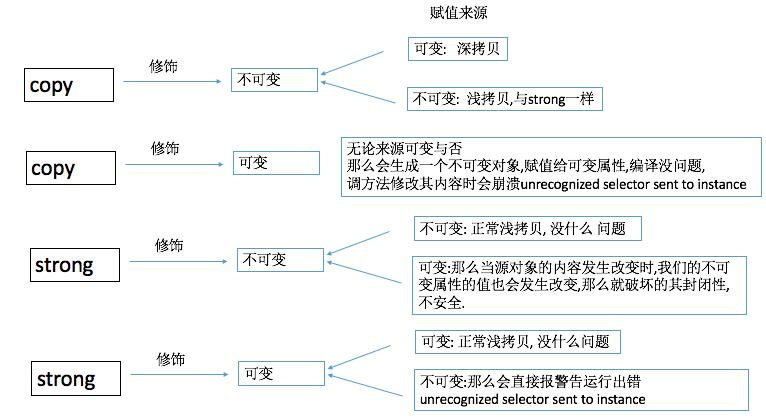 赋值来源
copy
修饰
不可变
可变: 深拷贝
不可变: 浅拷贝,与strong一样
copy
修饰
可变
无论来源可变与否
那么会生成一个不可变对象,赋值给可变属性,编译没问题,
调方法修改其内容时会崩溃unrecognized selector sent to instance
strong
修饰
不可变
不可变: 正常浅拷贝, 没什么 问题
可变:那么当源对象的内容发生改变时,我们的不可
变属性的值也会发生改变,那么就破坏的其封闭性,
不安全.
strong
修饰
可变
可变: 正常浅拷贝, 没什么问题
不可变:那么会直接报警告运行出错
unrecognized selector sent to instance